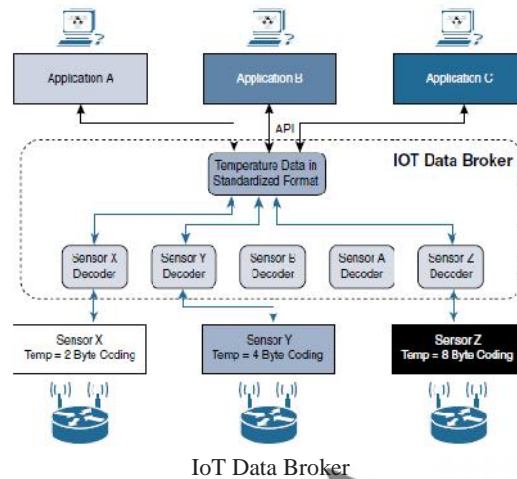 Application A
Application B
Application C
API
IOT Data Broker
Temperature Data in
Standardized Format
Sensor X
Decoder
Sensor Y
Decoder
Sensor B
Decoder
Sensor A
Decoder
Sensor Z
Decoder
Sensor X
Temp = 2 Byte Coding
Sensor Y
Temp = 4 Byte Coding
Sensor Z
Temp = 8 Byte Coding
IoT Data Broker